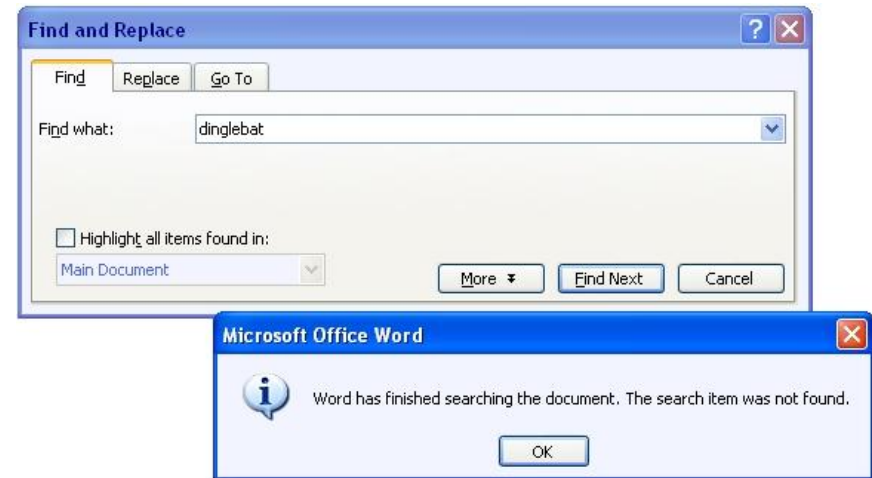 Find and Replace
Find Replace Go To
Find what: dinglebat
Highlight all items found in:
Main Document
More Find Next Cancel
Microsoft Office Word
Word has finished searching the document. The search item was not found.
OK